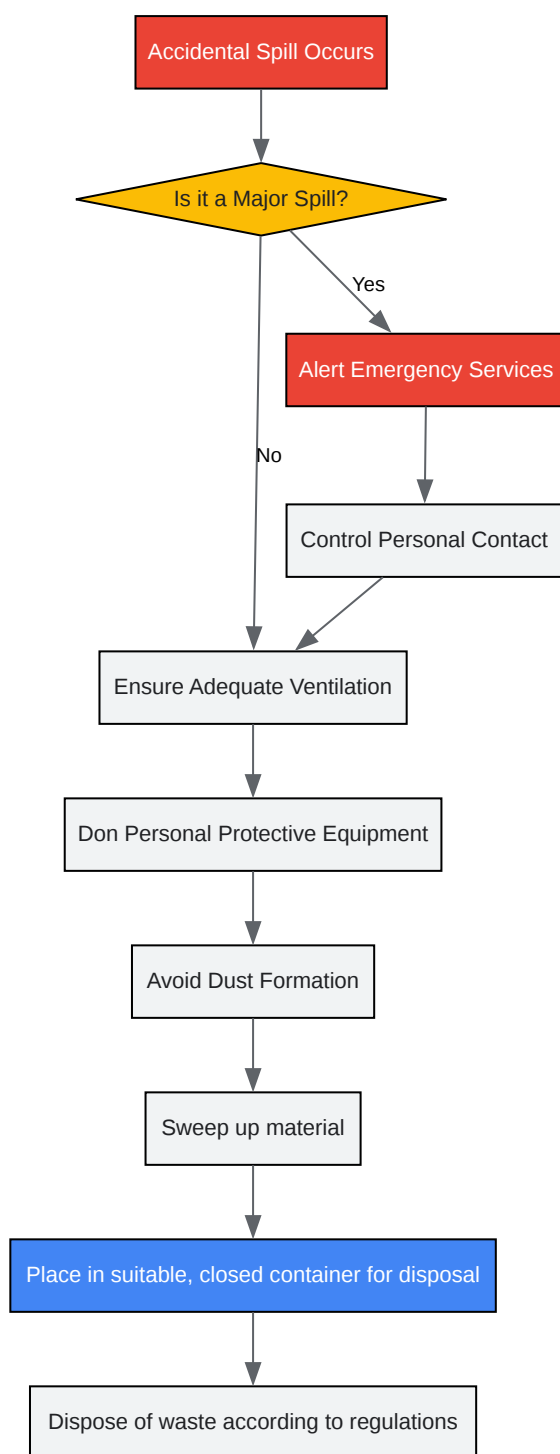 Accidental Spill Occurs
Is it a Major Spill?
Yes
Alert Emergency Services
No
Control Personal Contact
Ensure Adequate Ventilation
Don Personal Protective Equipment
Avoid Dust Formation
Sweep up material
Place in suitable, closed container for disposal
Dispose of waste according to regulations